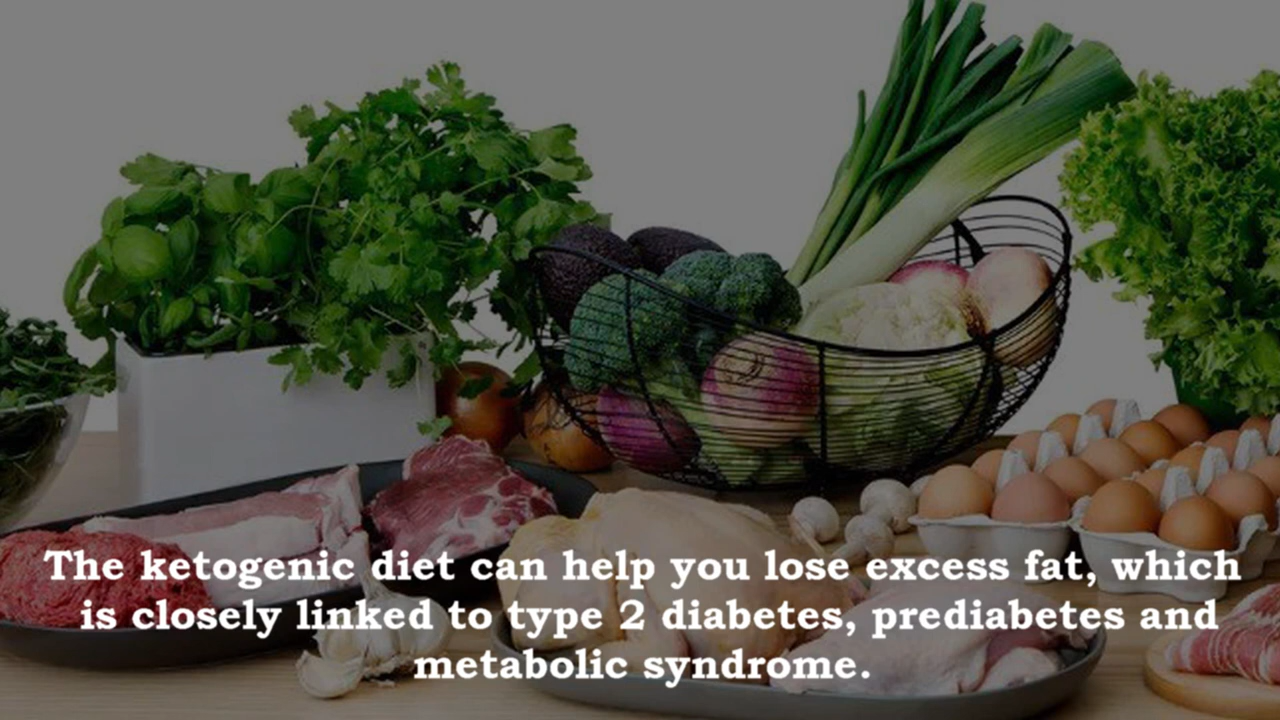 The ketogenic diet can help you lose excess fat, which
is closely linked to type 2 diabetes, prediabetes and
metabolic syndrome.